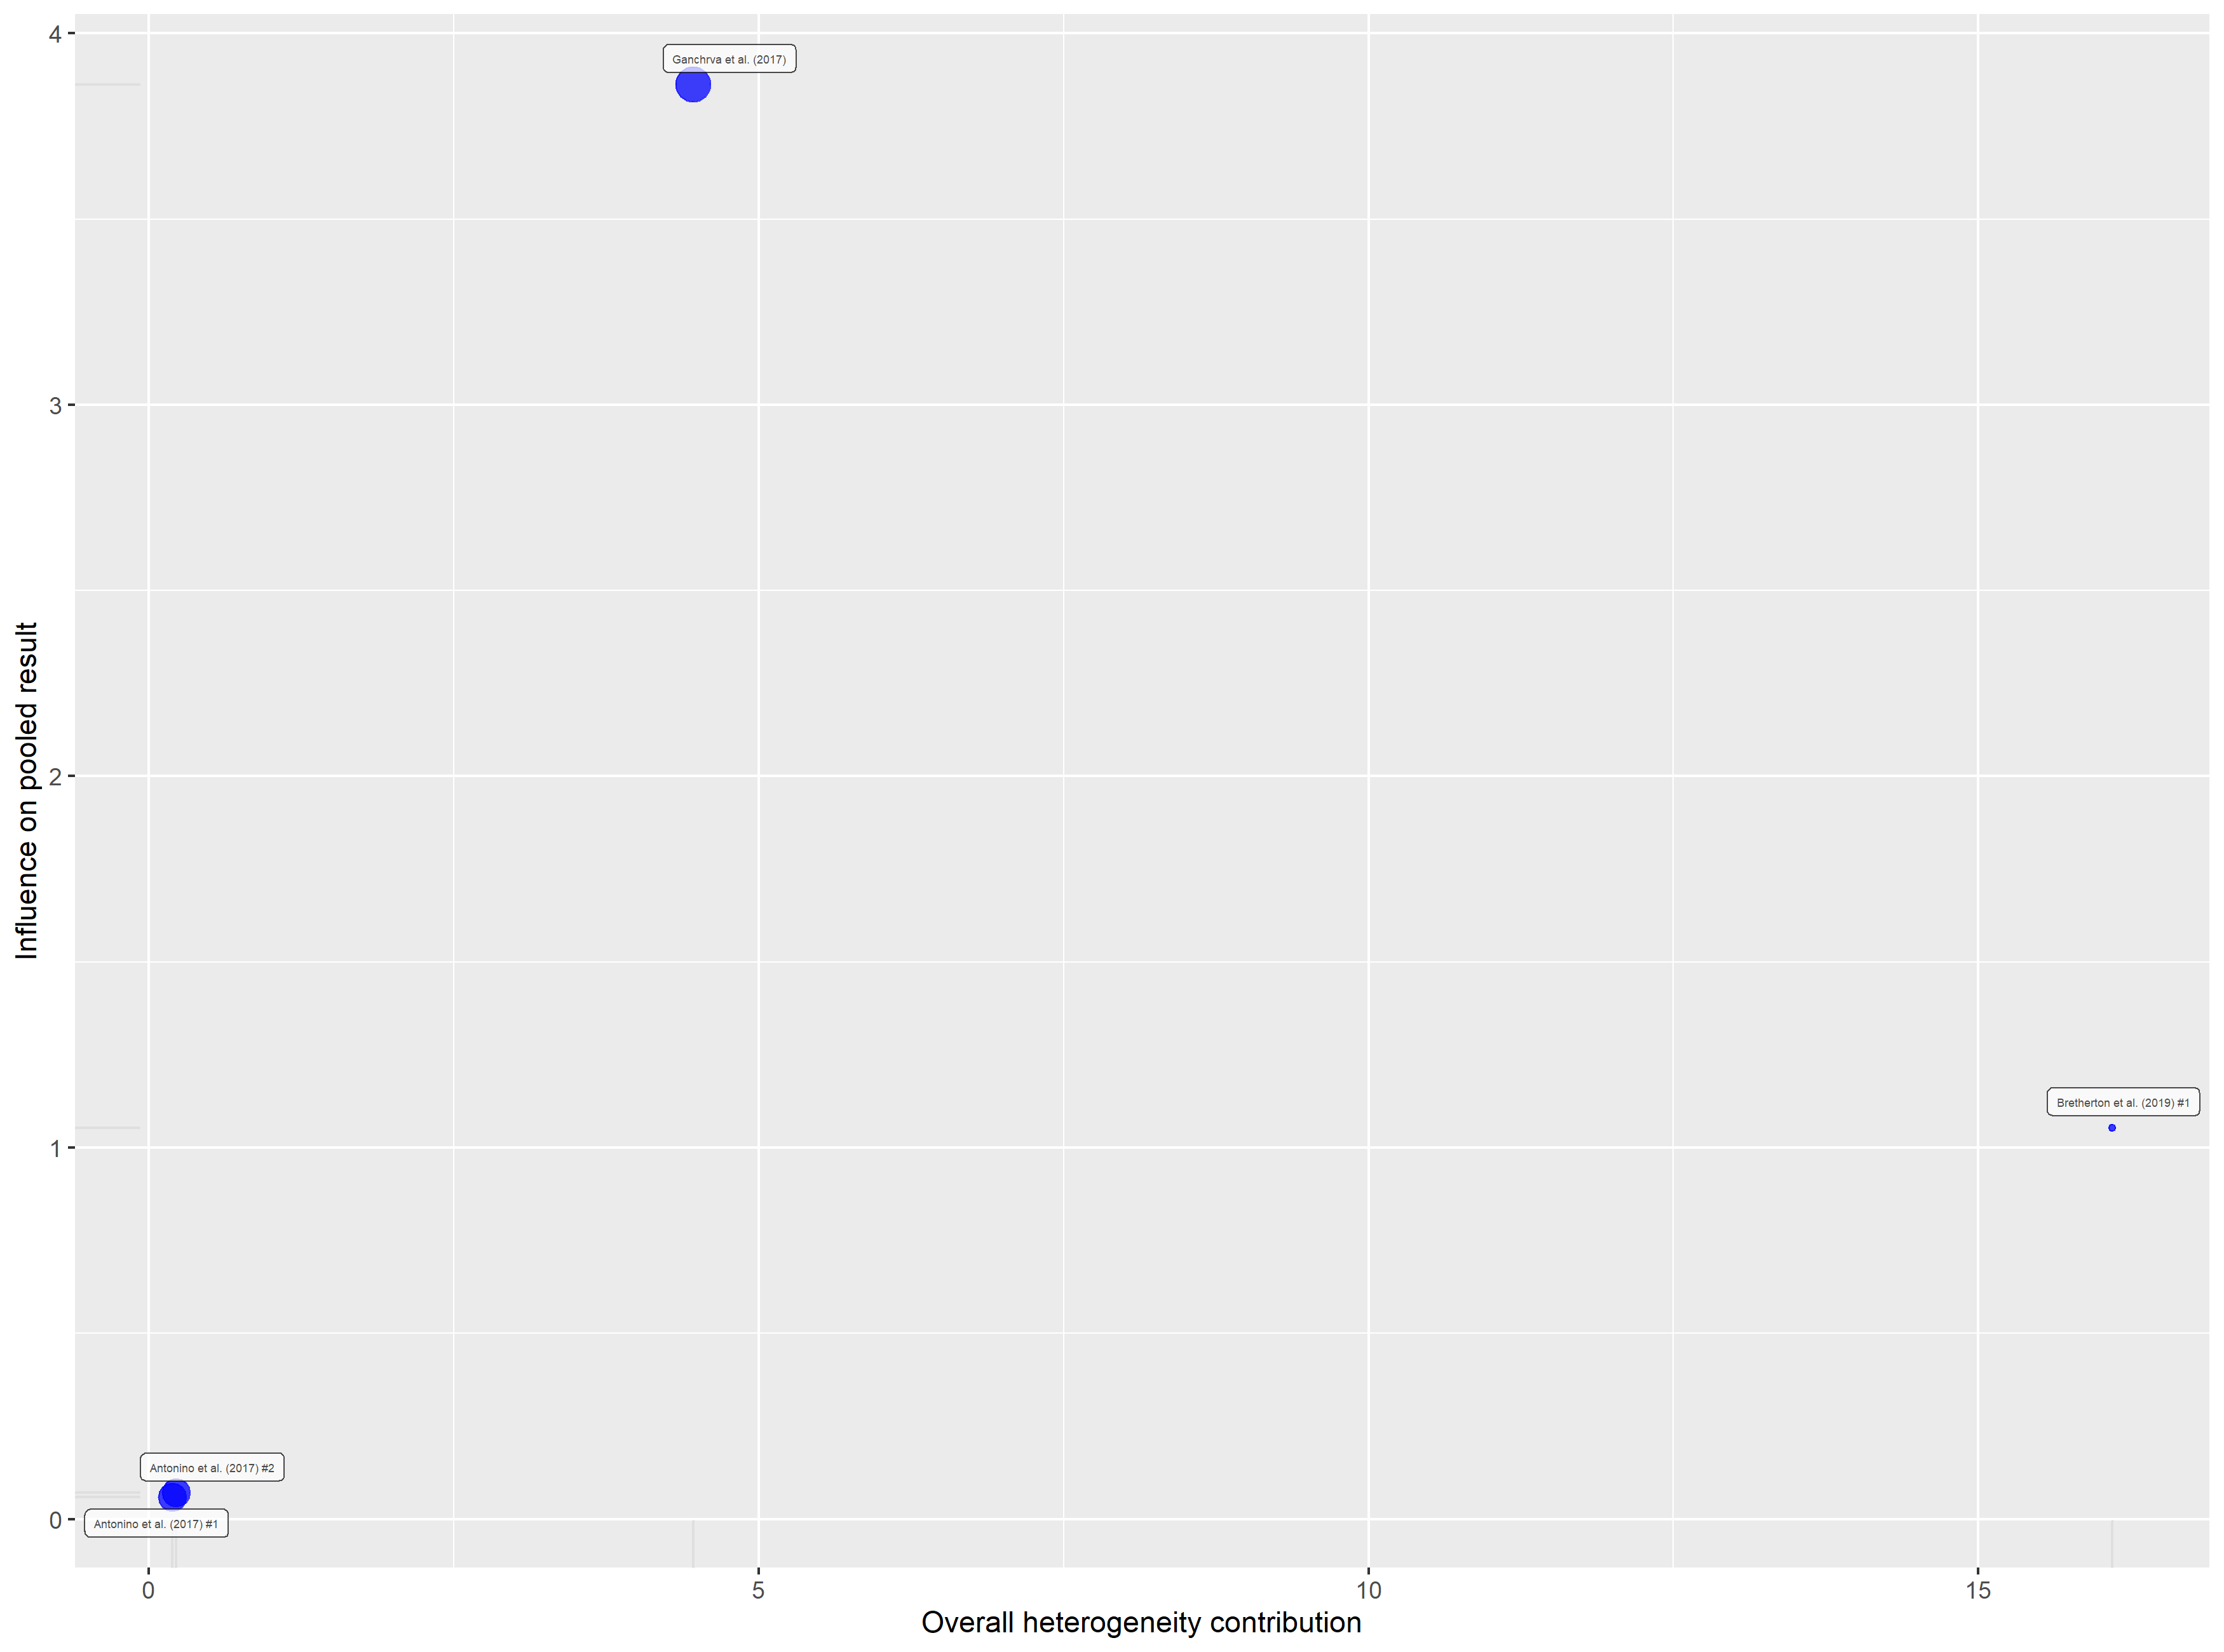 4
Ganchrva et al. (2017)
3
Influence on pooled result
2
Bretherton et al. (2019) #1
1
Antonino et al. (2017) #2
0
Antonino et al. (2017) #1
0
5
10
15
Overall heterogeneity contribution